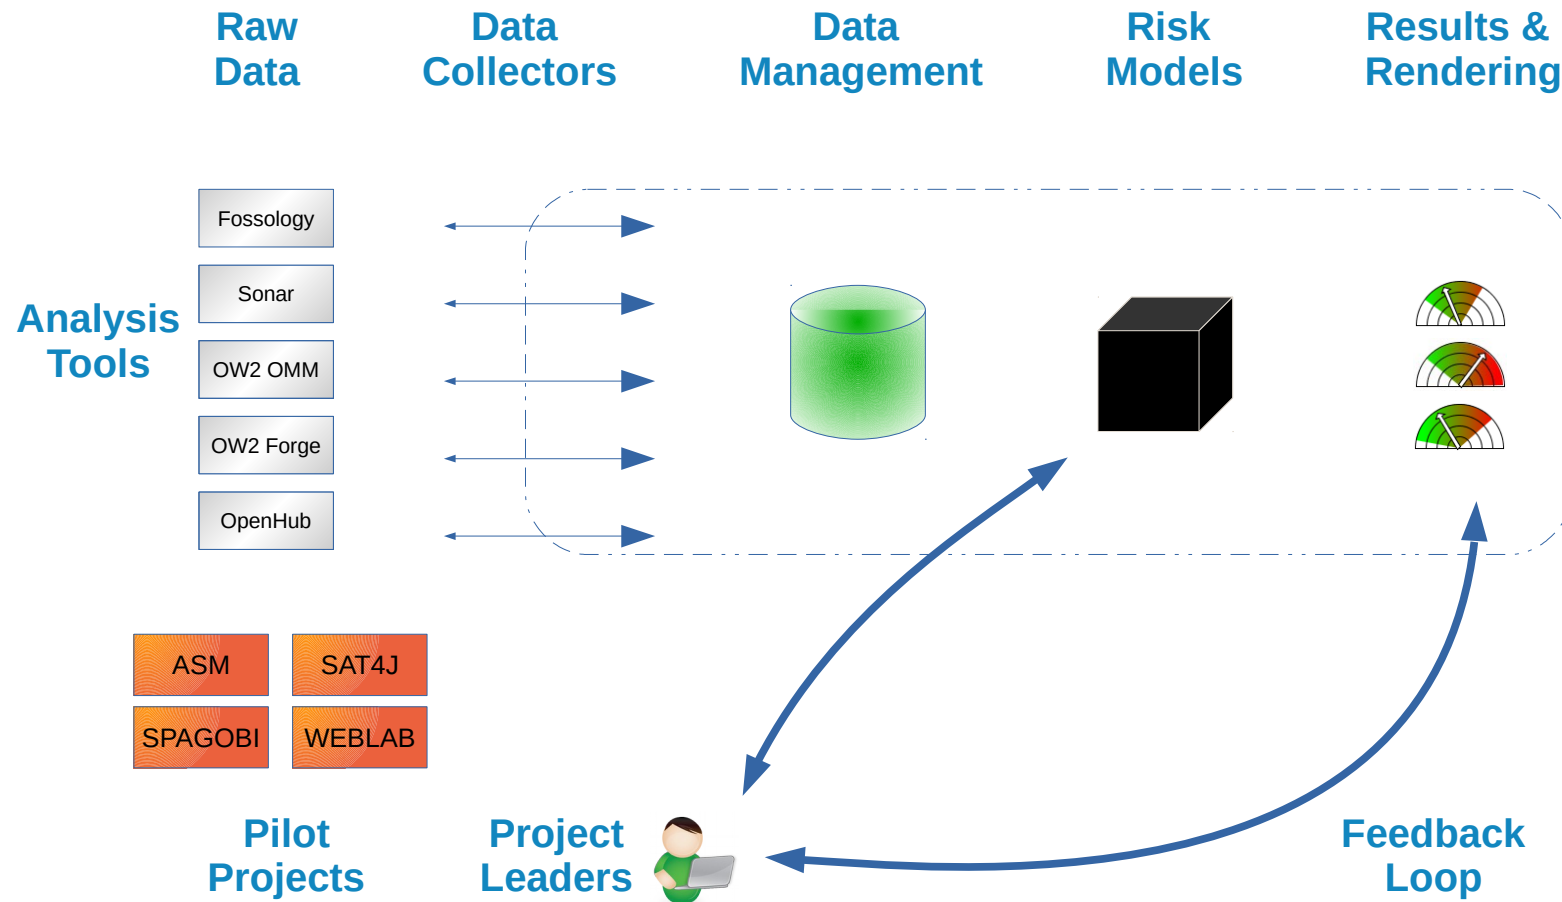 Raw
Data
Data
Collectors
Data
Management
Risk
Models
Results &
Rendering
Analysis
Tools
Fossology
Sonar
OW2 OMM
OW2 Forge
OpenHub
ASM
SAT4J
SPAGOBI
WEBLAB
Pilot
Projects
Project
Leaders
Feedback
Loop